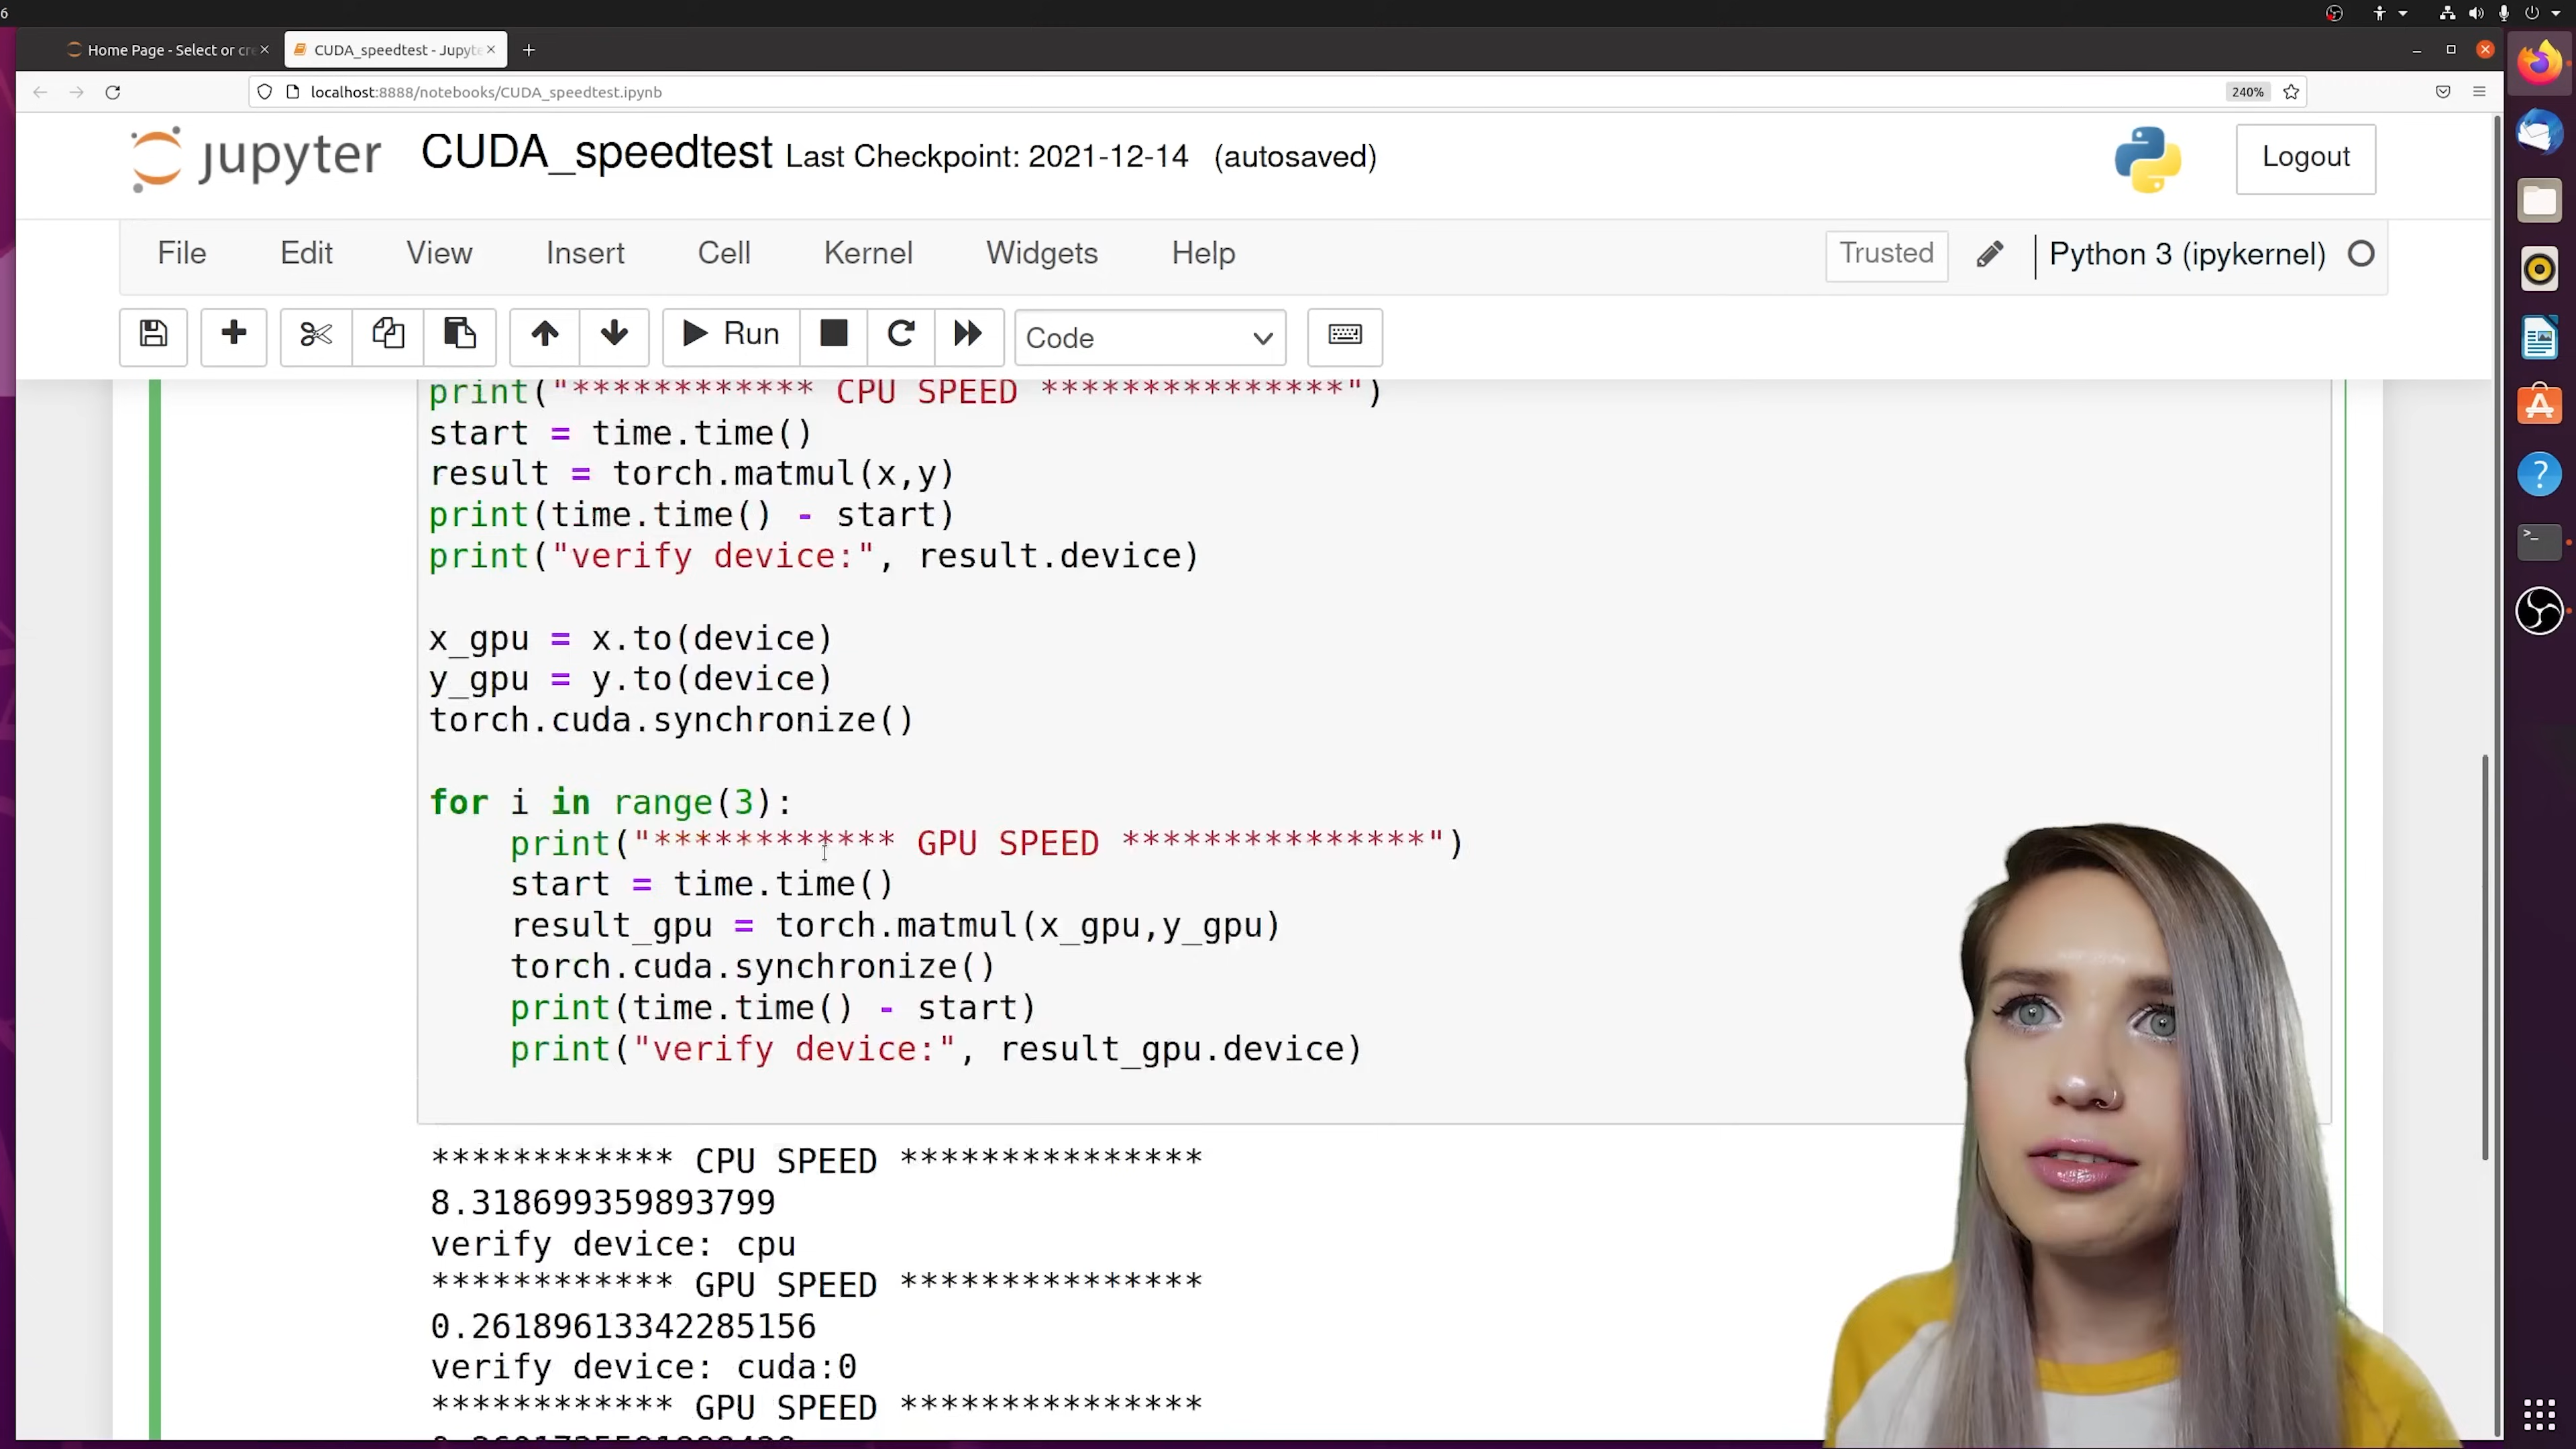 6
Home Page - Select or cre
CUDA_speedtest - Jupyte
localhost:8888/notebooks/CUDA_speedtest.ipynb
240%
jupyter
CUDA_speedtest Last Checkpoint: 2021-12-14 (autosaved)
Logout
File Edit View Insert Cell Kernel Widgets Help
Trusted
Python 3 (ipykernel)
Run
Code
print("************ CPU SPEED ***************")
start = time.time()
result = torch.matmul(x,y)
print(time.time() - start)
print("verify device:", result.device)
x_gpu = x.to(device)
y_gpu = y.to(device)
torch.cuda.synchronize()
for i in range(3):
    print("************ GPU SPEED ***************")
    start = time.time()
    result_gpu = torch.matmul(x_gpu,y_gpu)
    torch.cuda.synchronize()
    print(time.time() - start)
    print("verify device:", result_gpu.device)
************ CPU SPEED ***************
8.318699359893799
verify device: cpu
************ GPU SPEED ***************
0.26189613342285156
verify device: cuda:0
************ GPU SPEED ***************